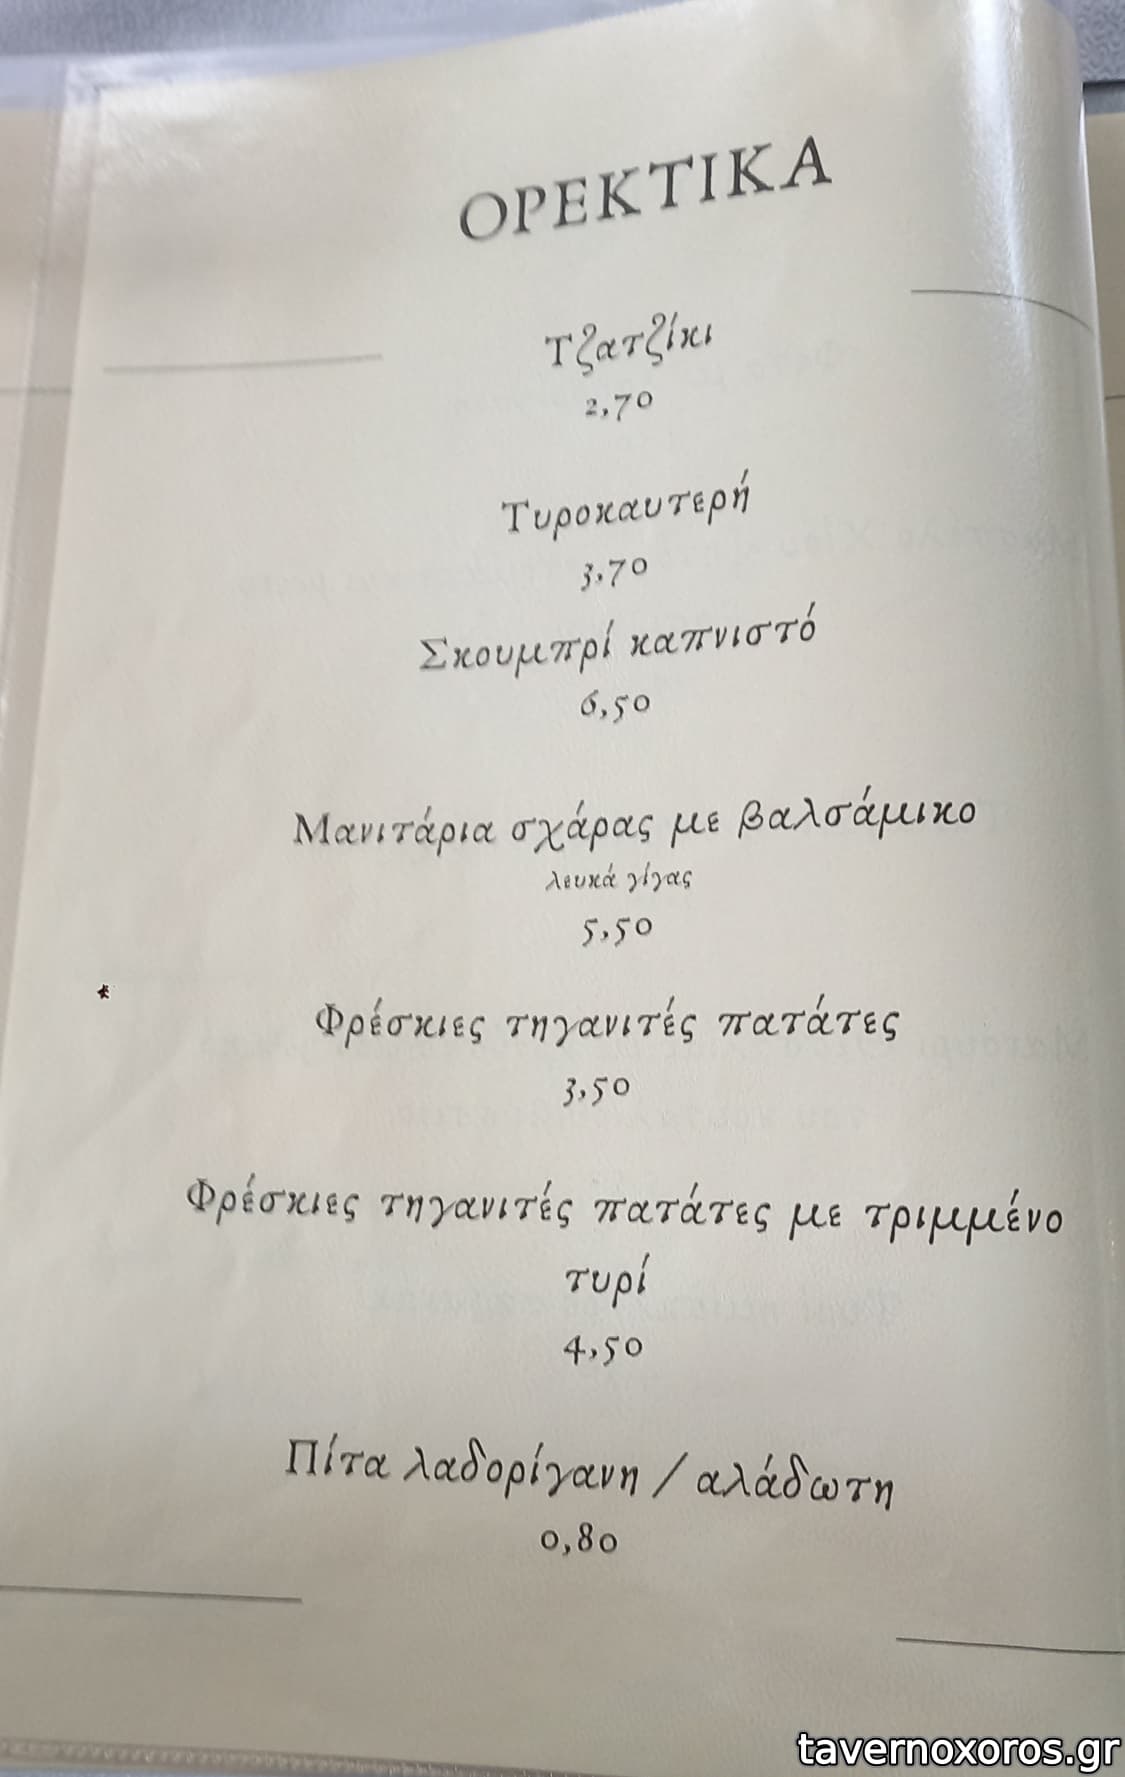 ΟΡΕΚΤΙΚΑ
Τζατζίκι
2,70
Τυροκαυτερή
3,70
Σκουμπρί καπνιστό
6,50
Μανιτάρια σχάρας με βαλσάμικο
λευκά γίγας
5,50
*
Φρέσκιες τηγανιτές πατάτες
3,50
Φρέσκιες τηγανιτές πατάτες με τριμμένο
τυρί
4,50
Πίτα λαδορίγανη / αλάδωτη
0,80
tavernoxoros.gr